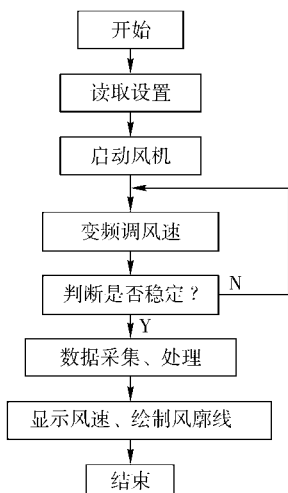 开始
读取设置
启动风机
变频调风速
判断是否稳定？
N
Y
数据采集、处理
显示风速、绘制风廓线
结束